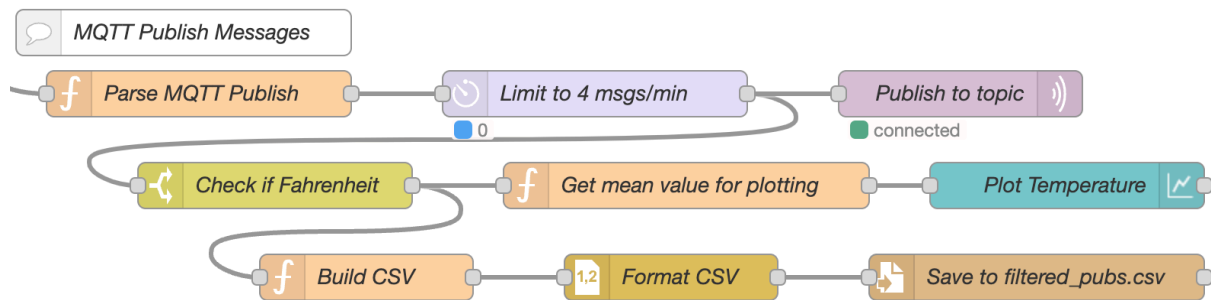 MQTT Publish Messages
Parse MQTT Publish
Limit to 4 msgs/min
Publish to topic
0
connected
Check if Fahrenheit
Get mean value for plotting
Plot Temperature
Build CSV
1,2
Format CSV
Save to filtered_pubs.csv